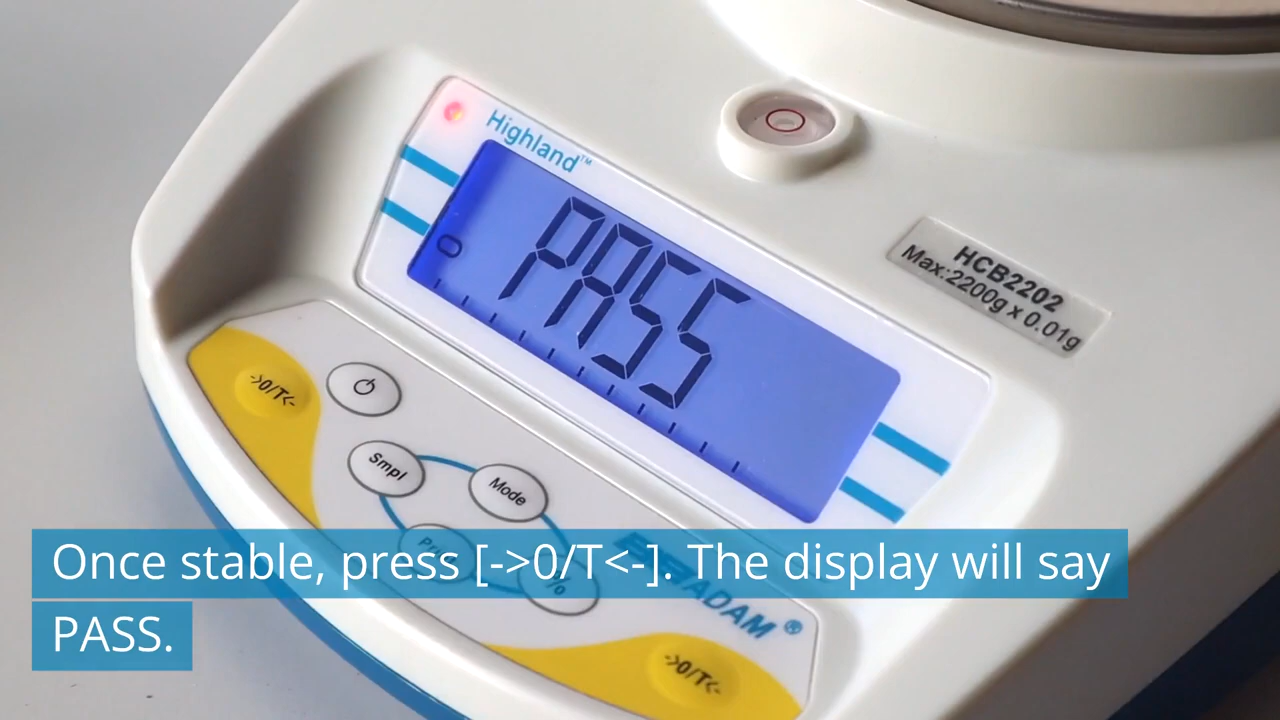 Highland™
PASS
0
HCB2202
Max:2200g x 0.01g
->0/T<-
Smpl
Mode
ADAM®
->0/T<-
Once stable, press [->0/T<-]. The display will say
PASS.